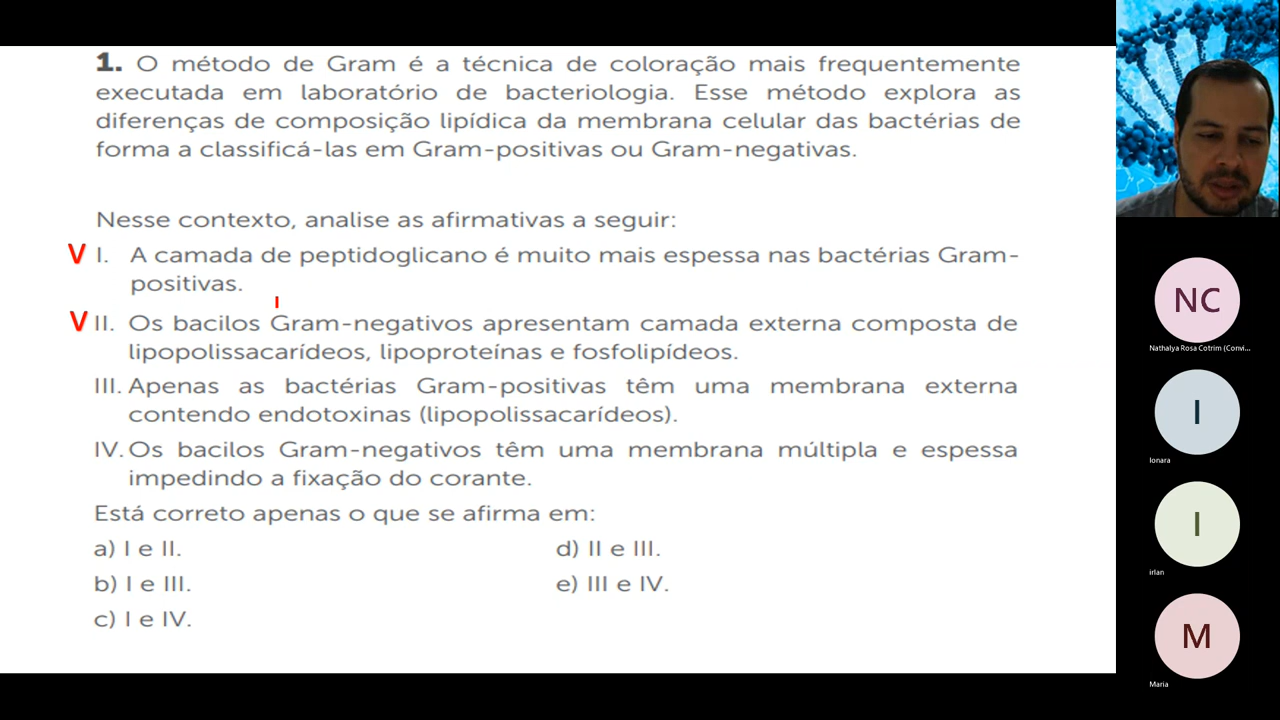 1. O método de Gram é a técnica de coloração mais frequentemente
executada em laboratório de bacteriologia. Esse método explora as
diferenças de composição lipídica da membrana celular das bactérias de
forma a classificá-las em Gram-positivas ou Gram-negativas.
Nesse contexto, analise as afirmativas a seguir:
V I. A camada de peptidoglicano é muito mais espessa nas bactérias Gram-
positivas.
V II. Os bacilos Gram-negativos apresentam camada externa composta de
lipopolissacarídeos, lipoproteínas e fosfolipídeos.
III. Apenas as bactérias Gram-positivas têm uma membrana externa
contendo endotoxinas (lipopolissacarídeos).
IV. Os bacilos Gram-negativos têm uma membrana múltipla e espessa
impedindo a fixação do corante.
Está correto apenas o que se afirma em:
a) I e II.
b) I e III.
c) I e IV.
d) II e III.
e) III e IV.
NC
Nathalya Rosa Cotrim (Convi...
I
Ionara
I
irlan
M
Maria